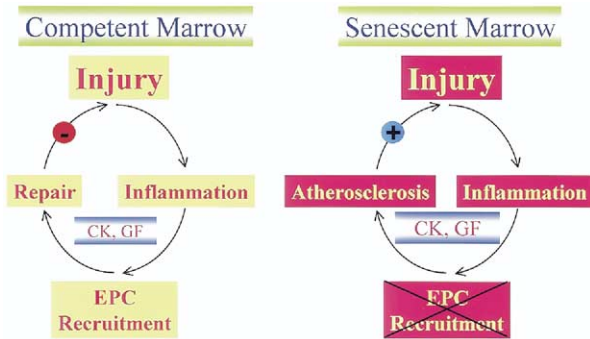 Competent Marrow
Injury
-
Repair
Inflammation
CK, GF
EPC
Recruitment
Senescent Marrow
Injury
+
Atherosclerosis
Inflammation
CK, GF
EPC
Recruitment